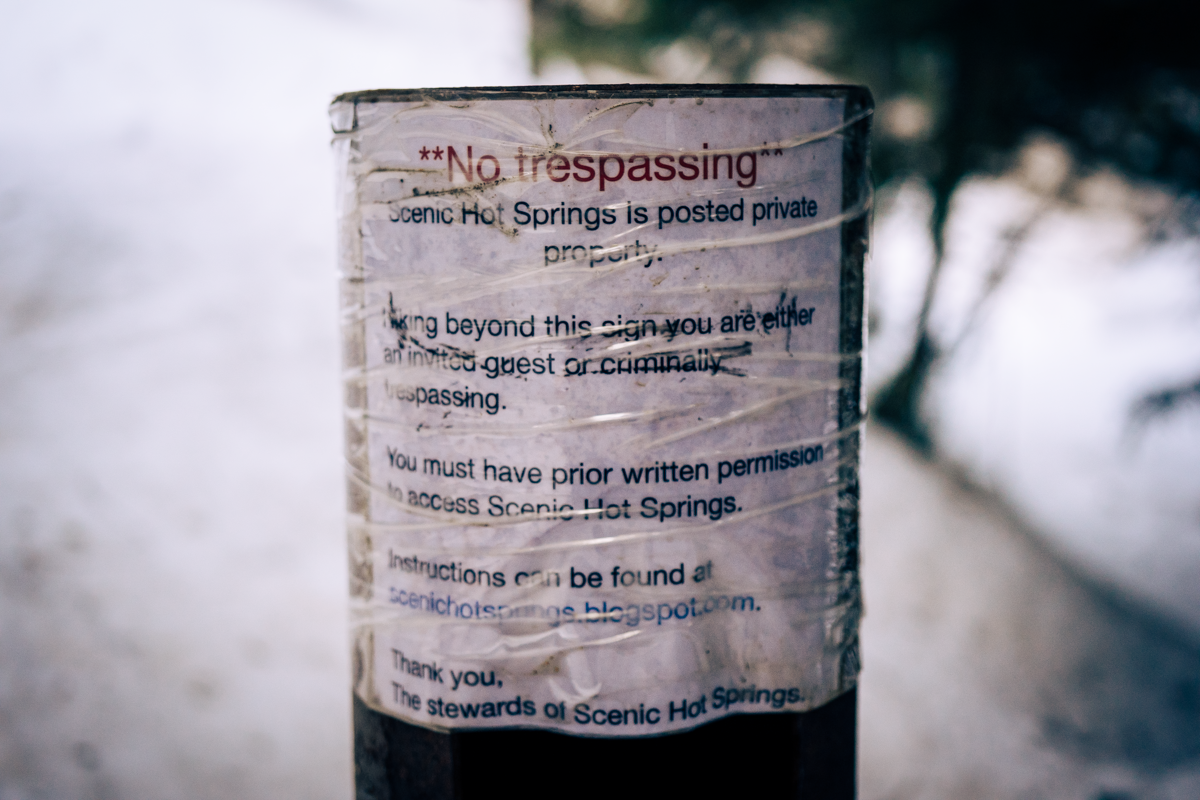 **No trespassing**
Scenic Hot Springs is posted private
property.
Hiking beyond this sign you are either
an invited guest or criminally
trespassing.
You must have prior written permission
to access Scenic Hot Springs.
Instructions can be found at
scenichotsprings.blogspot.com.
Thank you,
The stewards of Scenic Hot Springs.